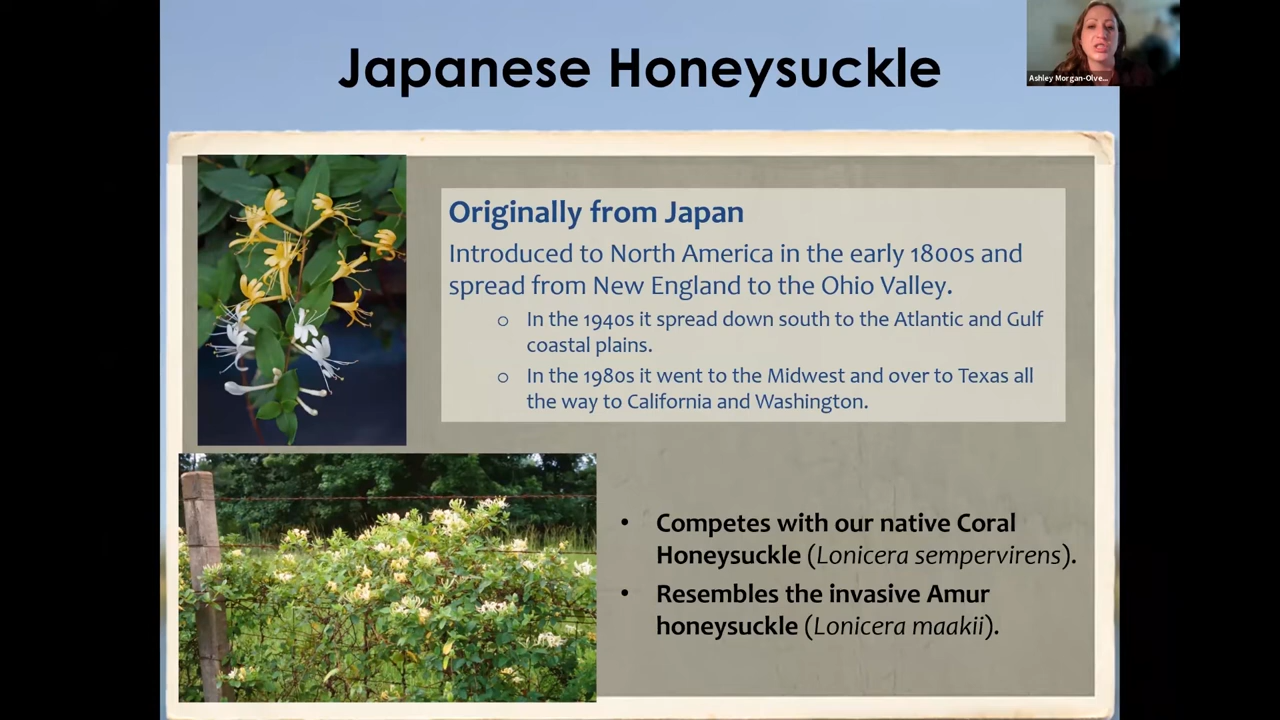 Japanese Honeysuckle
Ashley Morgan-Olve...
Originally from Japan
Introduced to North America in the early 1800s and
spread from New England to the Ohio Valley.
o In the 1940s it spread down south to the Atlantic and Gulf
coastal plains.
o In the 1980s it went to the Midwest and over to Texas all
the way to California and Washington.
• Competes with our native Coral
Honeysuckle (Lonicera sempervirens).
• Resembles the invasive Amur
honeysuckle (Lonicera maakii).